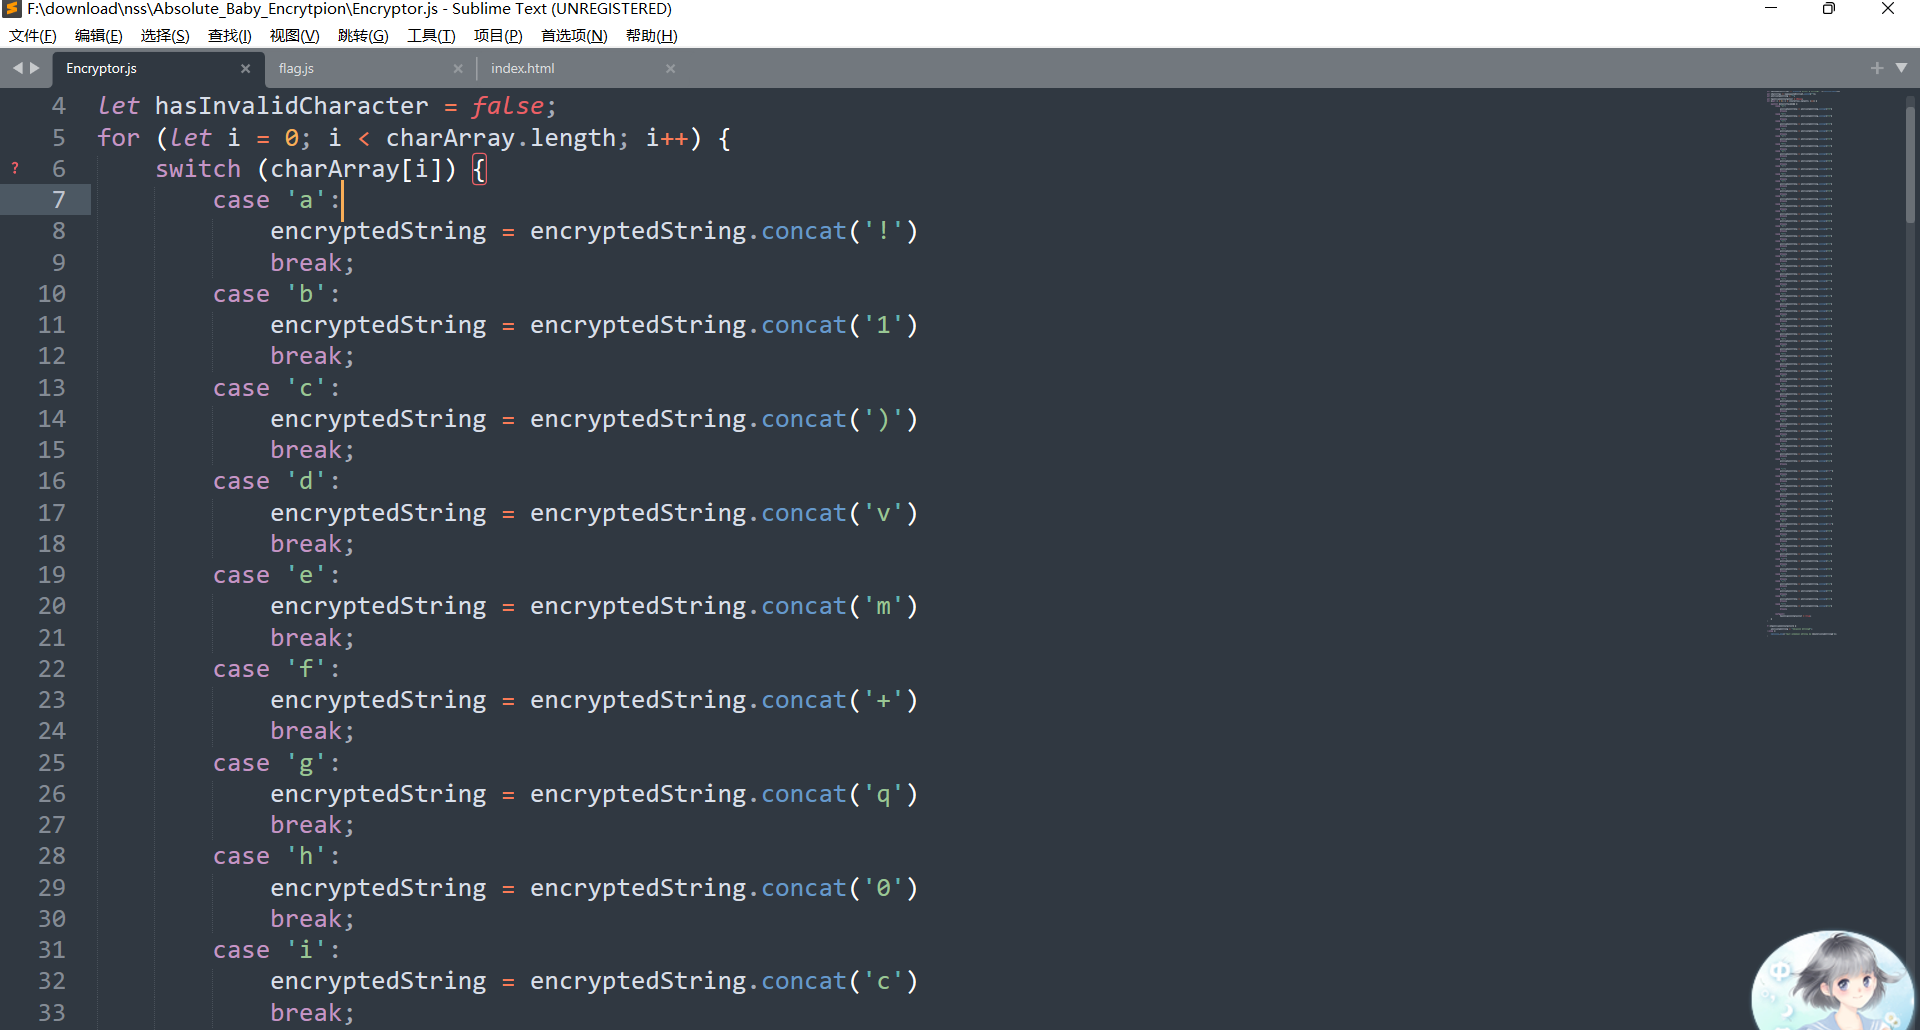 F:\download\nss\Absolute_Baby_Encrytpion\Encryptor.js - Sublime Text (UNREGISTERED)
文件(F) 编辑(E) 选择(S) 查找(I) 视图(V) 跳转(G) 工具(T) 项目(P) 首选项(N) 帮助(H)
Encryptor.js flag.js index.html
4 let hasInvalidCharacter = false;
5 for (let i = 0; i < charArray.length; i++) {
? 6 switch (charArray[i]) {
7 case 'a':
8 encryptedString = encryptedString.concat('!')
9 break;
10 case 'b':
11 encryptedString = encryptedString.concat('1')
12 break;
13 case 'c':
14 encryptedString = encryptedString.concat(')')
15 break;
16 case 'd':
17 encryptedString = encryptedString.concat('v')
18 break;
19 case 'e':
20 encryptedString = encryptedString.concat('m')
21 break;
22 case 'f':
23 encryptedString = encryptedString.concat('+')
24 break;
25 case 'g':
26 encryptedString = encryptedString.concat('q')
27 break;
28 case 'h':
29 encryptedString = encryptedString.concat('0')
30 break;
31 case 'i':
32 encryptedString = encryptedString.concat('c')
33 break;
中